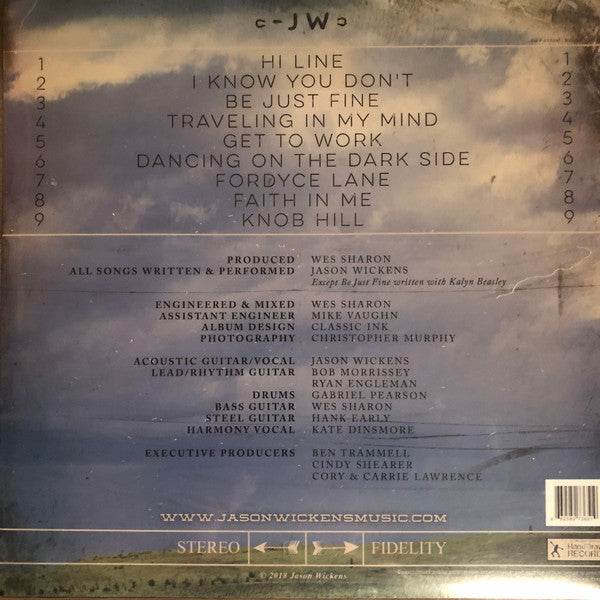 c-JWɔ
1 HI LINE 1
2 I KNOW YOU DON'T 2
3 BE JUST FINE 3
4 TRAVELING IN MY MIND 4
5 GET TO WORK 5
6 DANCING ON THE DARK SIDE 6
7 FORDYCE LANE 7
8 FAITH IN ME 8
9 KNOB HILL 9
PRODUCED WES SHARON
ALL SONGS WRITTEN & PERFORMED JASON WICKENS
Except Be Just Fine written with Kalyn Beasley
ENGINEERED & MIXED WES SHARON
ASSISTANT ENGINEER MIKE VAUGHN
ALBUM DESIGN CLASSIC INK
PHOTOGRAPHY CHRISTOPHER MURPHY
ACOUSTIC GUITAR/VOCAL JASON WICKENS
LEAD/RHYTHM GUITAR BOB MORRISSEY
RYAN ENGLEMAN
DRUMS GABRIEL PEARSON
BASS GUITAR WES SHARON
STEEL GUITAR HANK EARLY
HARMONY VOCAL KATE DINSMORE
EXECUTIVE PRODUCERS BEN TRAMMELL
CINDY SHEARER
CORY & CARRIE LAWRENCE
WWW.JASONWICKENSMUSIC.COM
STEREO FIDELITY
© 2018 Jason Wickens